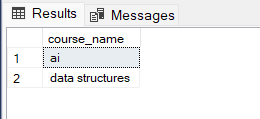 Results Messages
course_name
1 ai
2 data structures